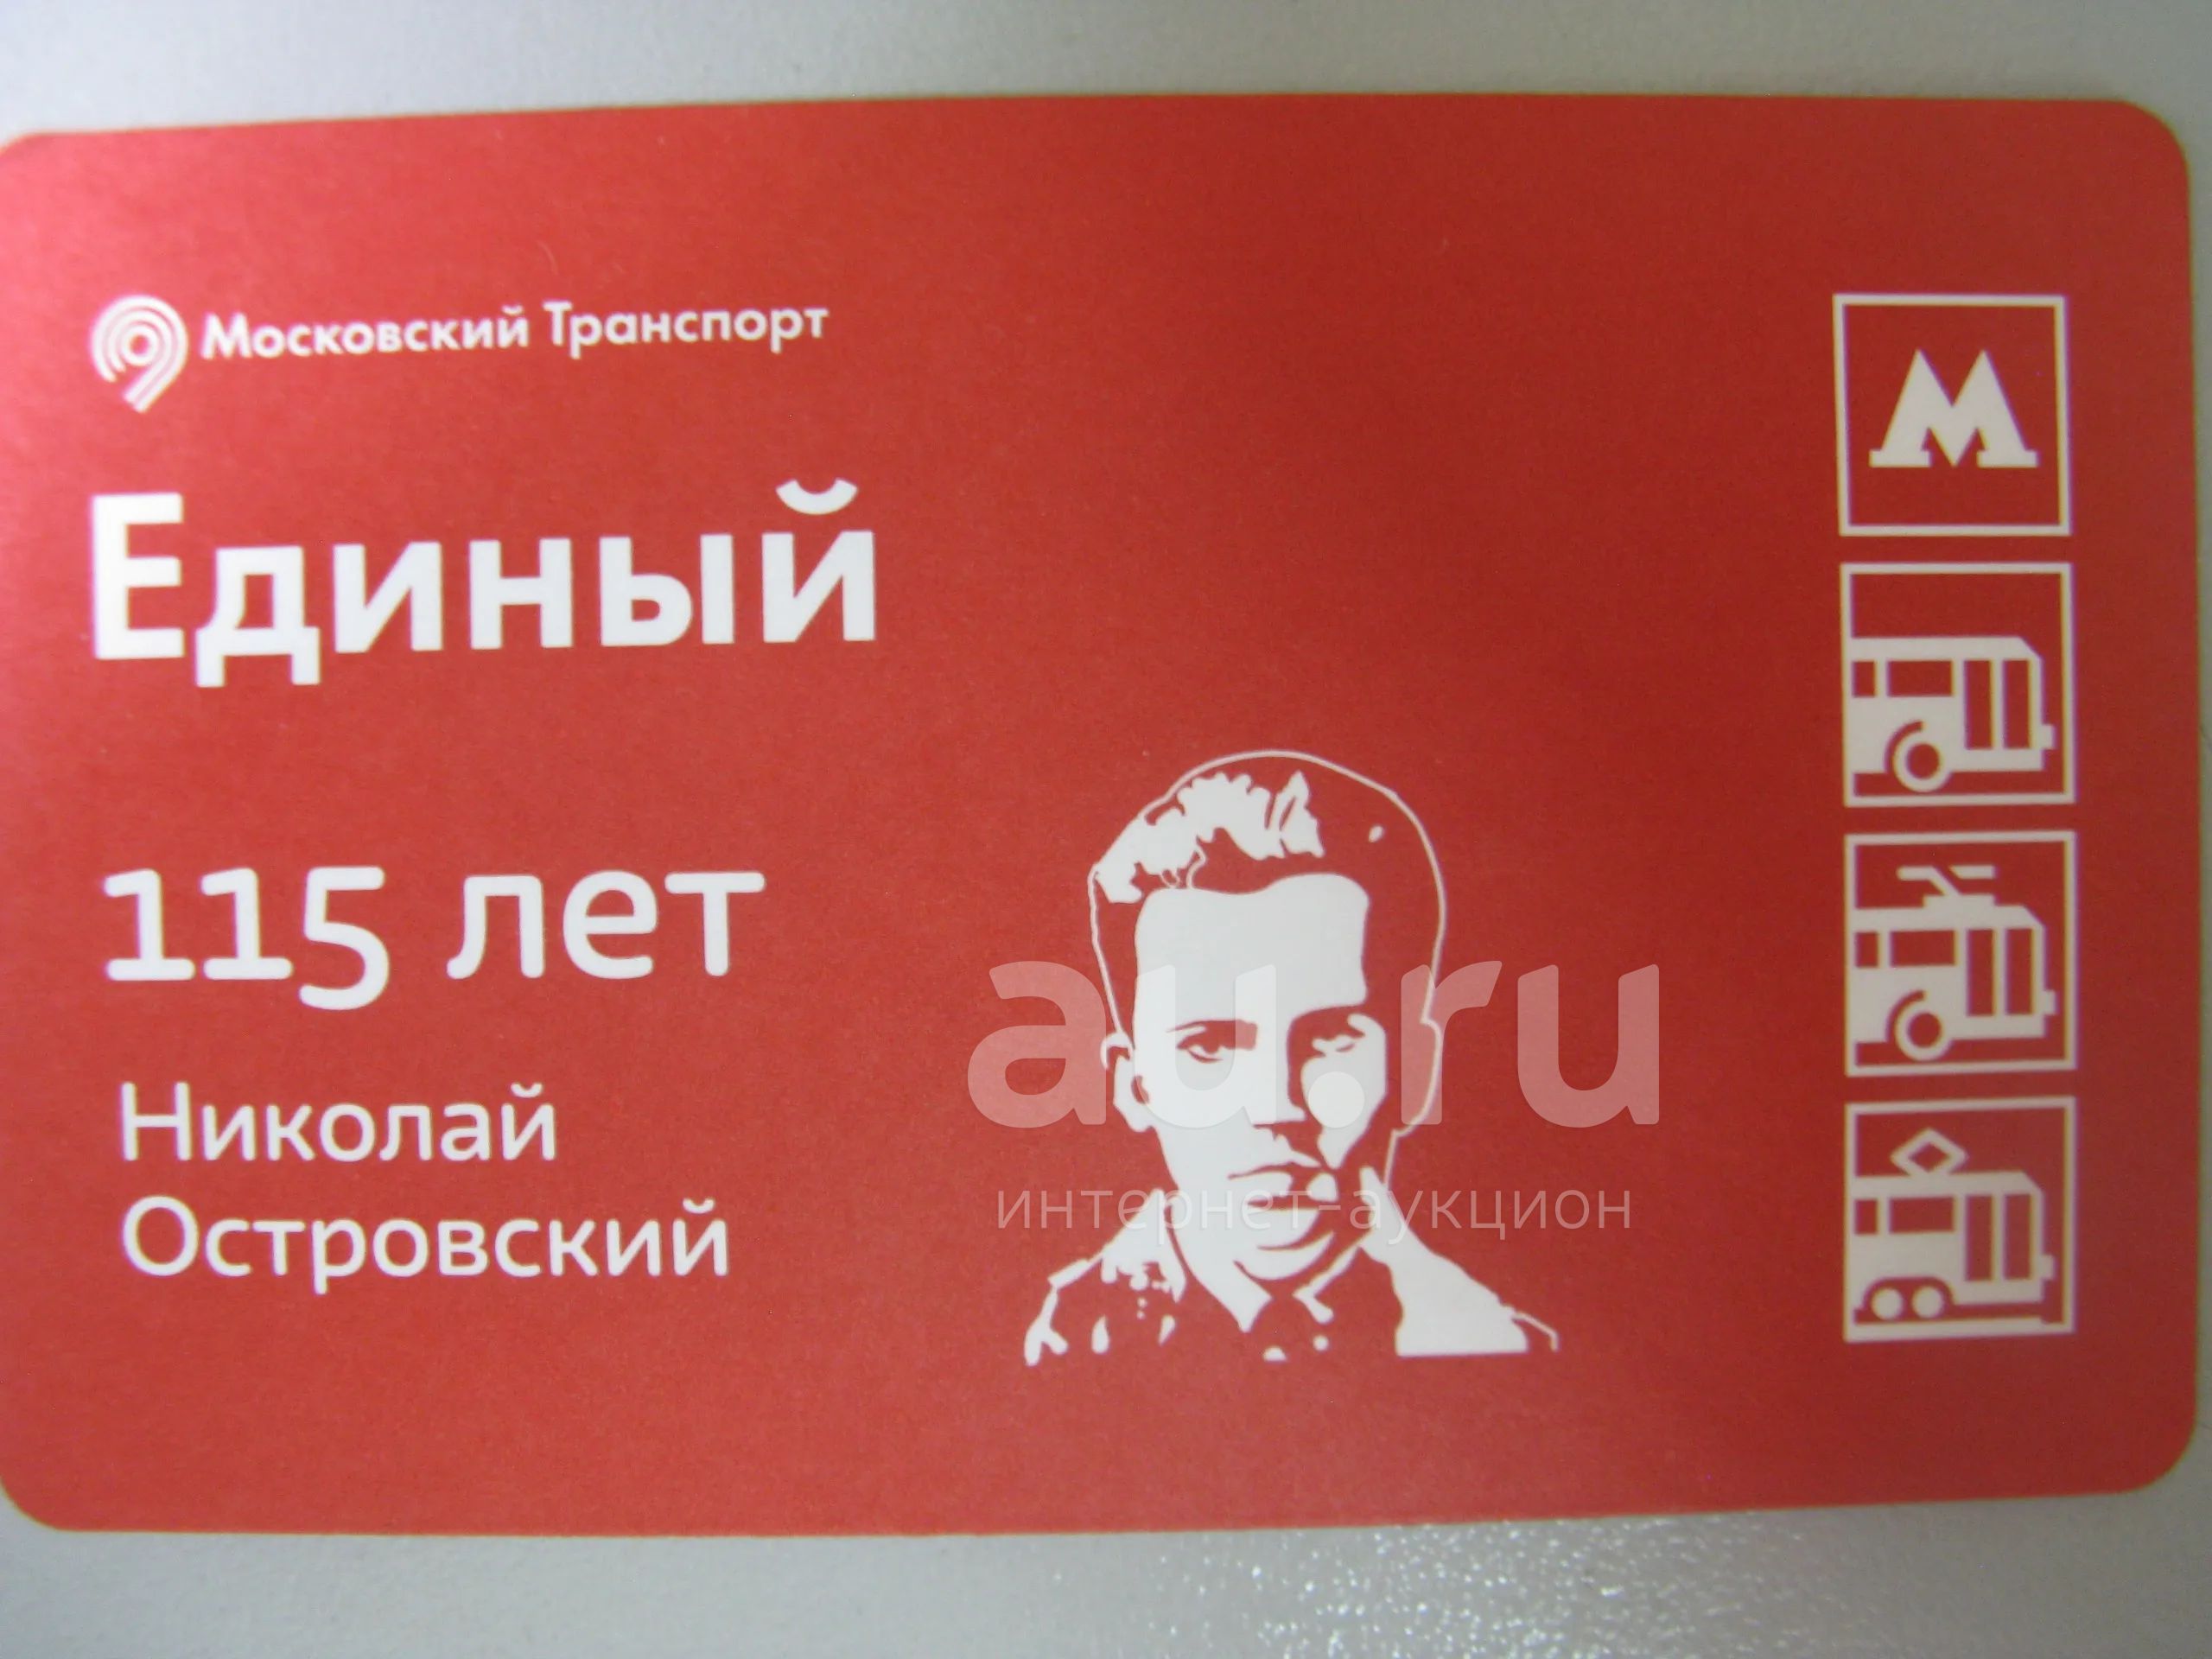 Московский Транспорт
М
Единый
115 лет
Николай
Островский
au.ru
интернет-аукцион